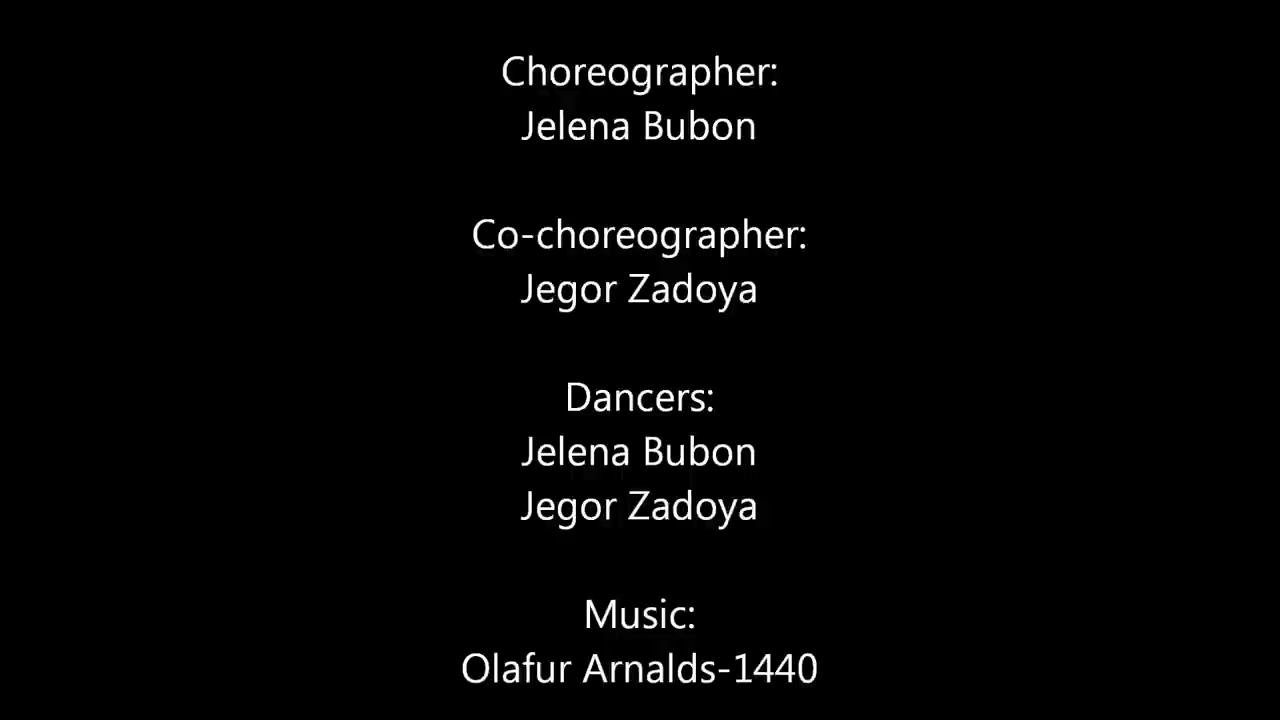 Choreographer:
Jelena Bubon
Co-choreographer:
Jegor Zadoya
Dancers:
Jelena Bubon
Jegor Zadoya
Music:
Olafur Arnalds-1440